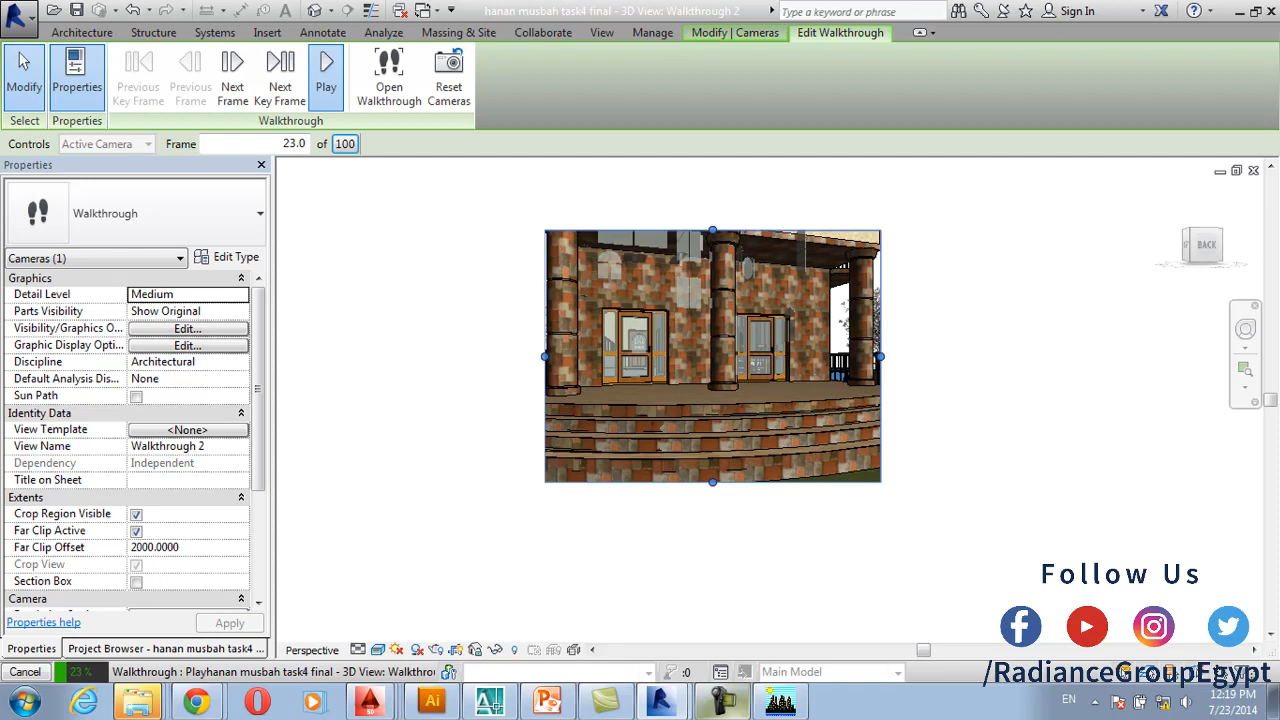 hanan musbah task4 final - 3D View: Walkthrough 2
Type a keyword or phrase
Sign In
Architecture
Structure
Systems
Insert
Annotate
Analyze
Massing & Site
Collaborate
View
Manage
Modify | Cameras
Edit Walkthrough
Modify
Properties
Previous Key Frame
Previous Frame
Next Frame
Next Key Frame
Play
Open Walkthrough
Reset Cameras
Select
Properties
Walkthrough
Controls
Active Camera
Frame
23.0
of
100
Properties
Walkthrough
Cameras (1)
Edit Type
Graphics
Detail Level
Medium
Parts Visibility
Show Original
Visibility/Graphics O...
Edit...
Graphic Display Opti...
Edit...
Discipline
Architectural
Default Analysis Dis...
None
Sun Path
Identity Data
View Template
<None>
View Name
Walkthrough 2
Dependency
Independent
Title on Sheet
Extents
Crop Region Visible
Far Clip Active
Far Clip Offset
2000.0000
Crop View
Section Box
Camera
Properties help
Apply
Properties
Project Browser - hanan musbah task4 ...
Perspective
BACK
Follow Us
/RadianceGroupEgypt
Cancel
23 %
Walkthrough : Playhanan musbah task4 final - 3D View: Walkthro
:0
Main Model
EN
12:19 PM
7/23/2014